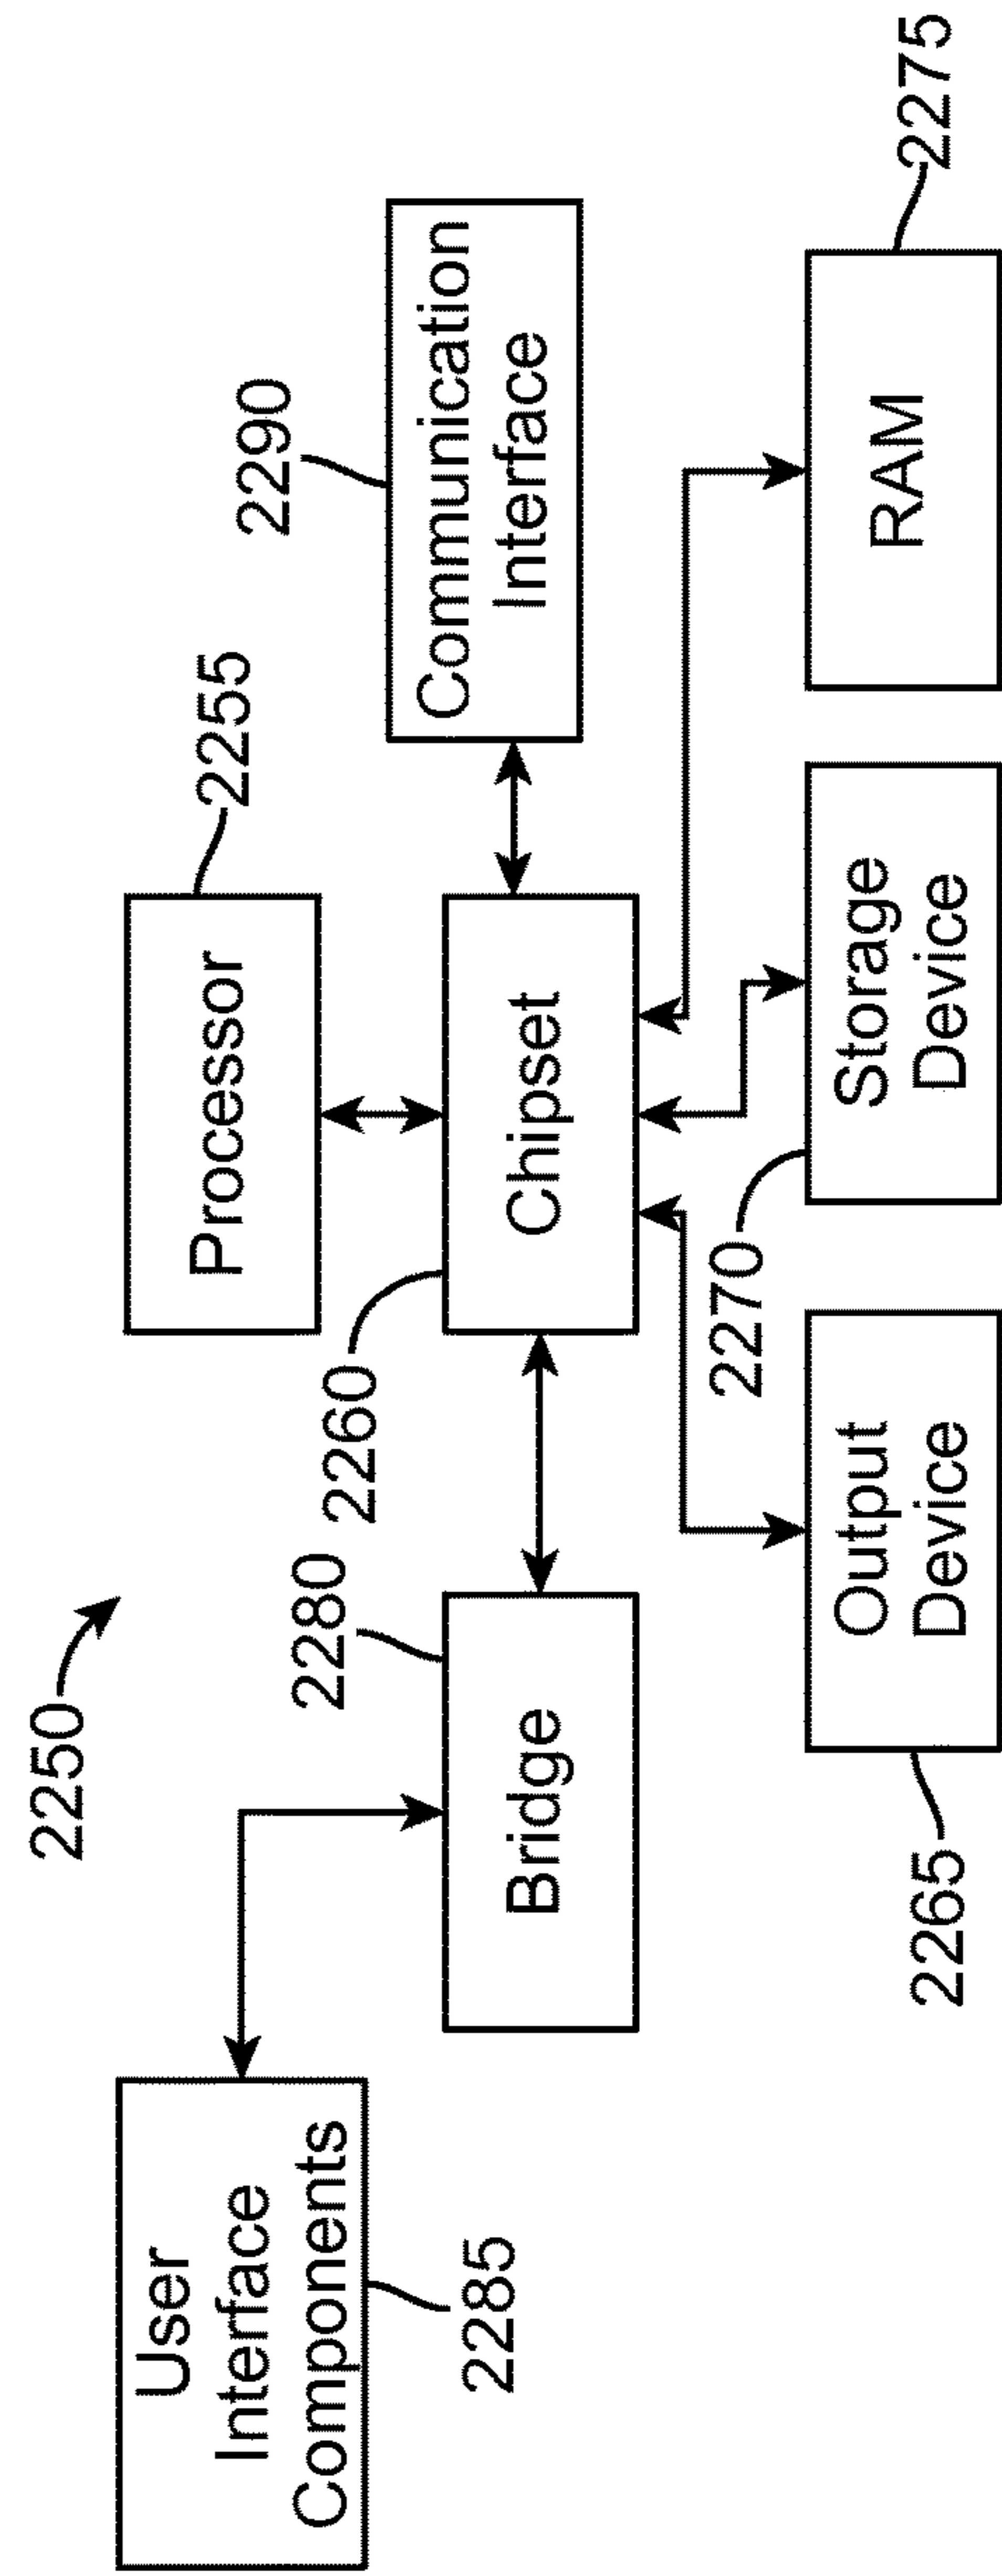 2250
User
Interface
Components
2285
Processor
2255
2290
Communication
Interface
2280
Bridge
2260
Chipset
2265
Output
Device
2270
Storage
Device
RAM
2275